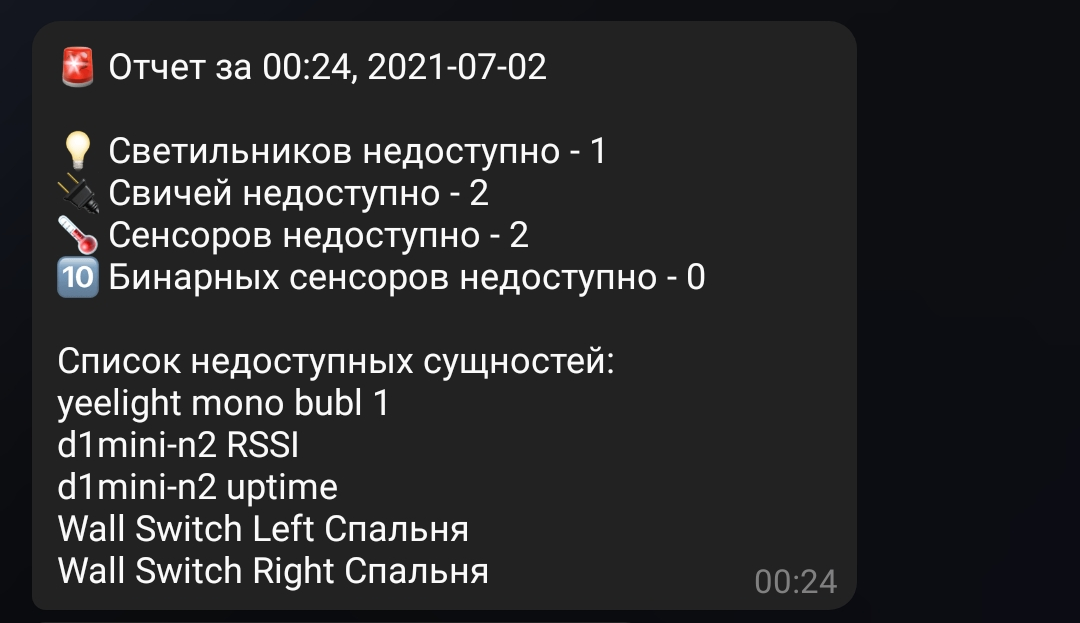 🚨 Отчет за 00:24, 2021-07-02
💡 Светильников недоступно - 1
🔌 Свичей недоступно - 2
🌡 Сенсоров недоступно - 2
🔟 Бинарных сенсоров недоступно - 0
Список недоступных сущностей:
yeelight mono bubl 1
d1mini-n2 RSSI
d1mini-n2 uptime
Wall Switch Left Спальня
Wall Switch Right Спальня
00:24